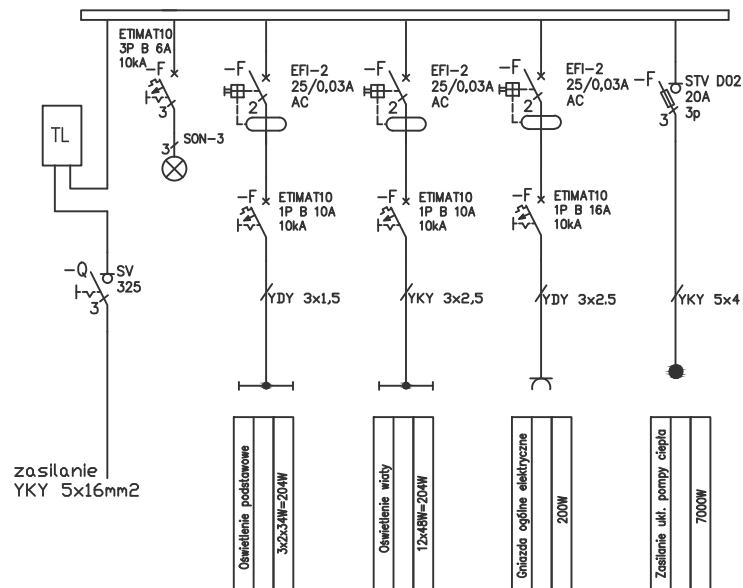 ETIMAT10
3P B 6A
10kA
-F
3
3
SON-3
TL
-Q
SV
325
3
zasilanie
YKY 5x16mm2
-F
EFI-2
25/0,03A
AC
2
-F
ETIMAT10
1P B 10A
10kA
YDY 3x1,5
Oświetlenie podstawowe
3x2x34W=204W
-F
EFI-2
25/0,03A
AC
2
-F
ETIMAT10
1P B 10A
10kA
YKY 3x2,5
Oświetlenie wiaty
12x48W=204W
-F
EFI-2
25/0,03A
AC
2
-F
ETIMAT10
1P B 16A
10kA
YDY 3x2.5
Gniazda ogólne elektryczne
200W
-F
STV D02
20A
3p
3
YKY 5x4
Zasilanie ukł. pompy ciepła
7000W